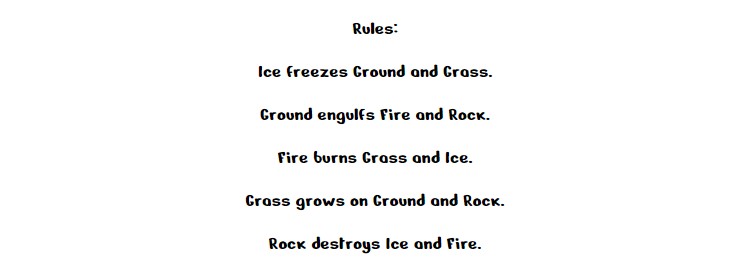 Rules:
Ice freezes Ground and Grass.
Ground engulfs Fire and Rock.
Fire burns Grass and Ice.
Grass grows on Ground and Rock.
Rock destroys Ice and Fire.